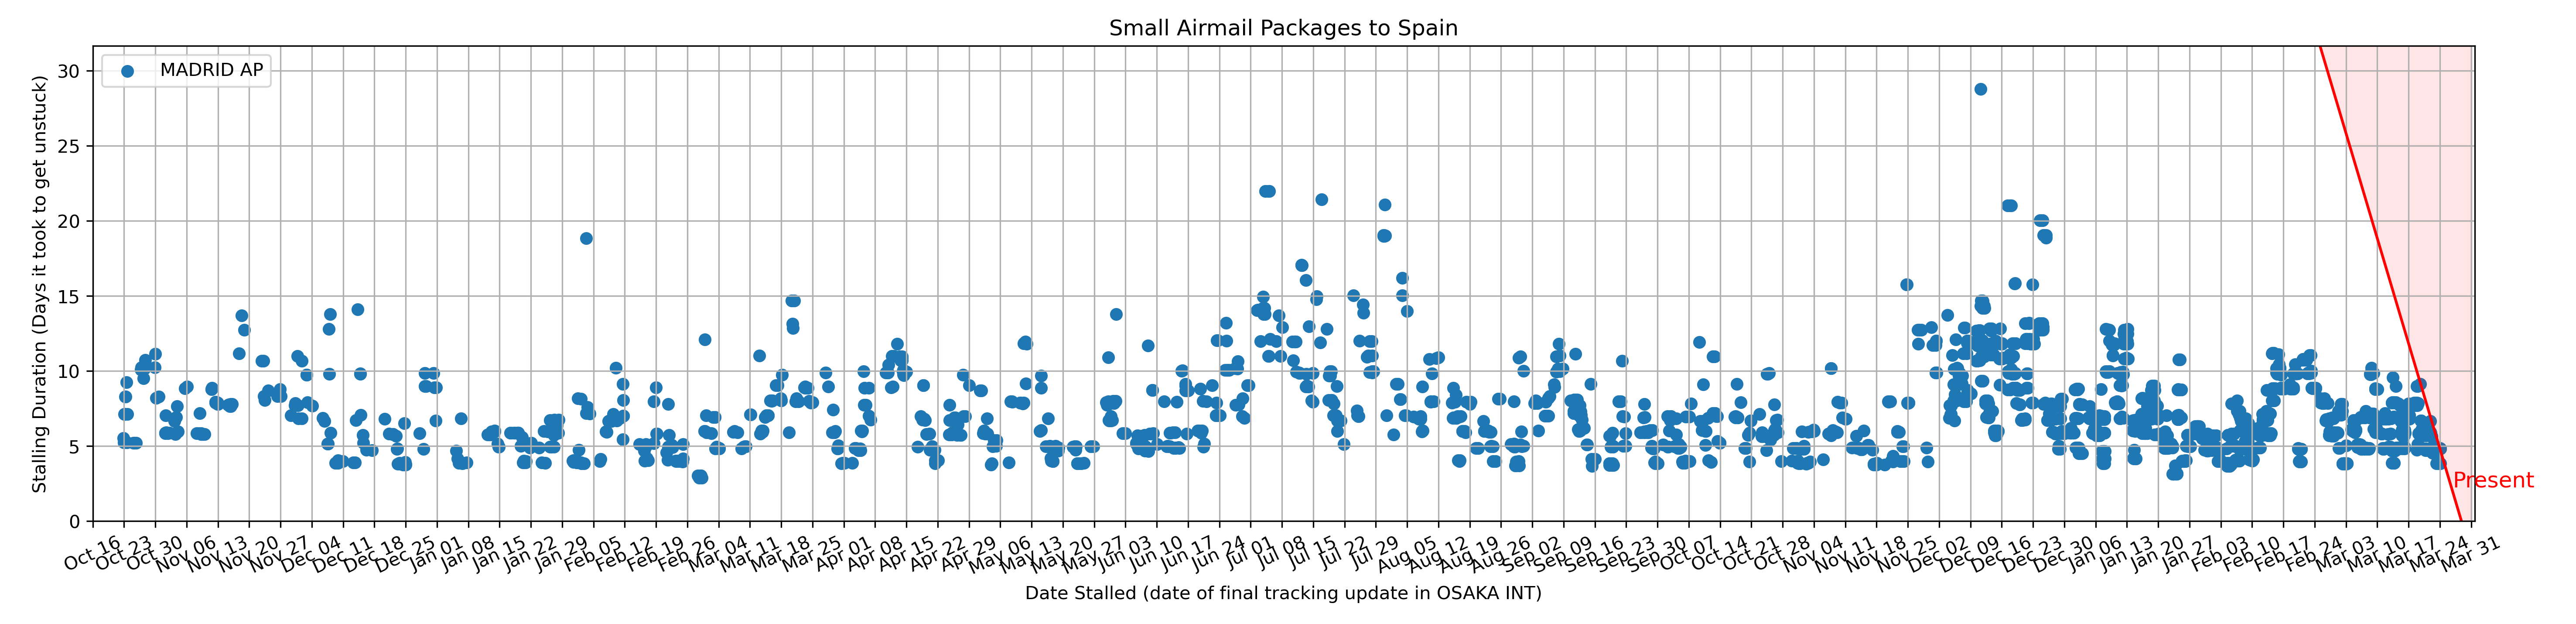 Small Airmail Packages to Spain
MADRID AP
Stalling Duration (Days it took to get unstuck)
30
25
20
15
10
5
0
Present
Oct 16 Oct 23 Oct 30 Nov 06 Nov 13 Nov 20 Nov 27 Dec 04 Dec 11 Dec 18 Dec 25 Jan 01 Jan 08 Jan 15 Jan 22 Jan 29 Feb 05 Feb 12 Feb 19 Feb 26 Mar 04 Mar 11 Mar 18 Mar 25 Apr 01 Apr 08 Apr 15 Apr 22 Apr 29 May 06 May 13 May 20 May 27 Jun 03 Jun 10 Jun 17 Jun 24 Jul 01 Jul 08 Jul 15 Jul 22 Jul 29 Aug 05 Aug 12 Aug 19 Aug 26 Sep 02 Sep 09 Sep 16 Sep 23 Sep 30 Oct 07 Oct 14 Oct 21 Oct 28 Nov 04 Nov 11 Nov 18 Nov 25 Dec 02 Dec 09 Dec 16 Dec 23 Dec 30 Jan 06 Jan 13 Jan 20 Jan 27 Feb 03 Feb 10 Feb 17 Feb 24 Mar 03 Mar 10 Mar 17 Mar 24 Mar 31
Date Stalled (date of final tracking update in OSAKA INT)